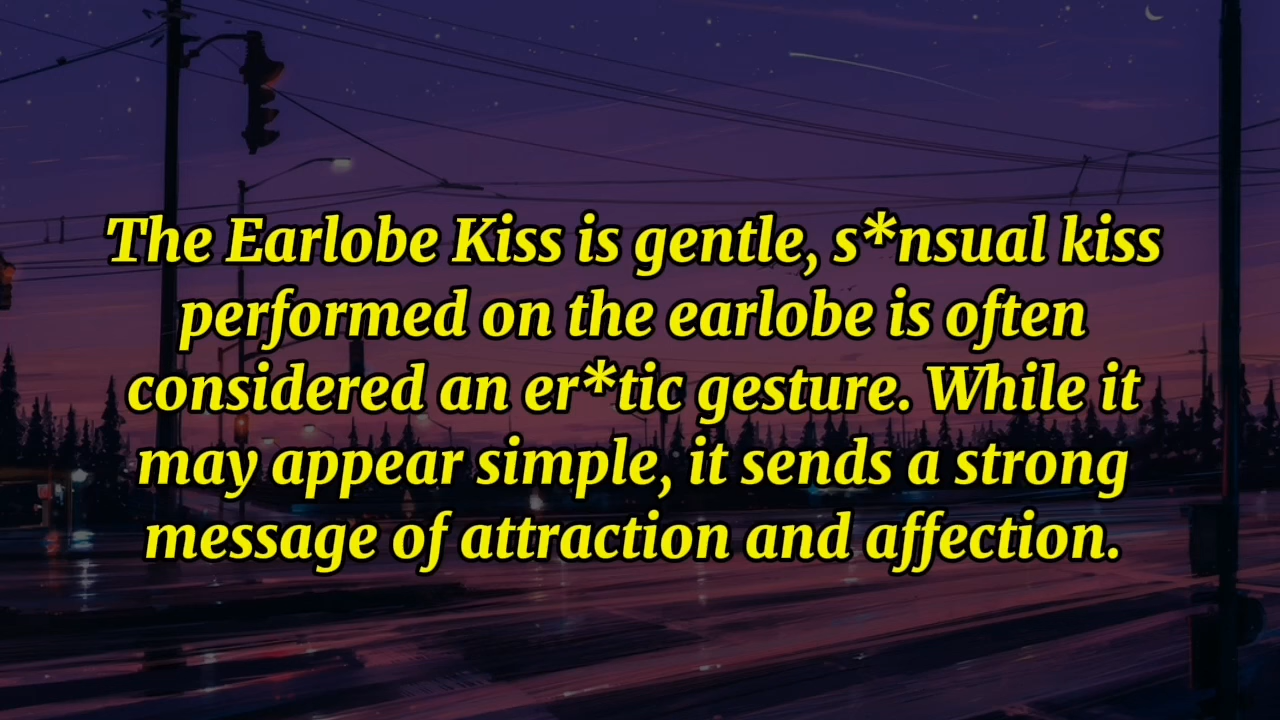 The Earlobe Kiss is gentle, s*nsual kiss
performed on the earlobe is often
considered an er*tic gesture. While it
may appear simple, it sends a strong
message of attraction and affection.